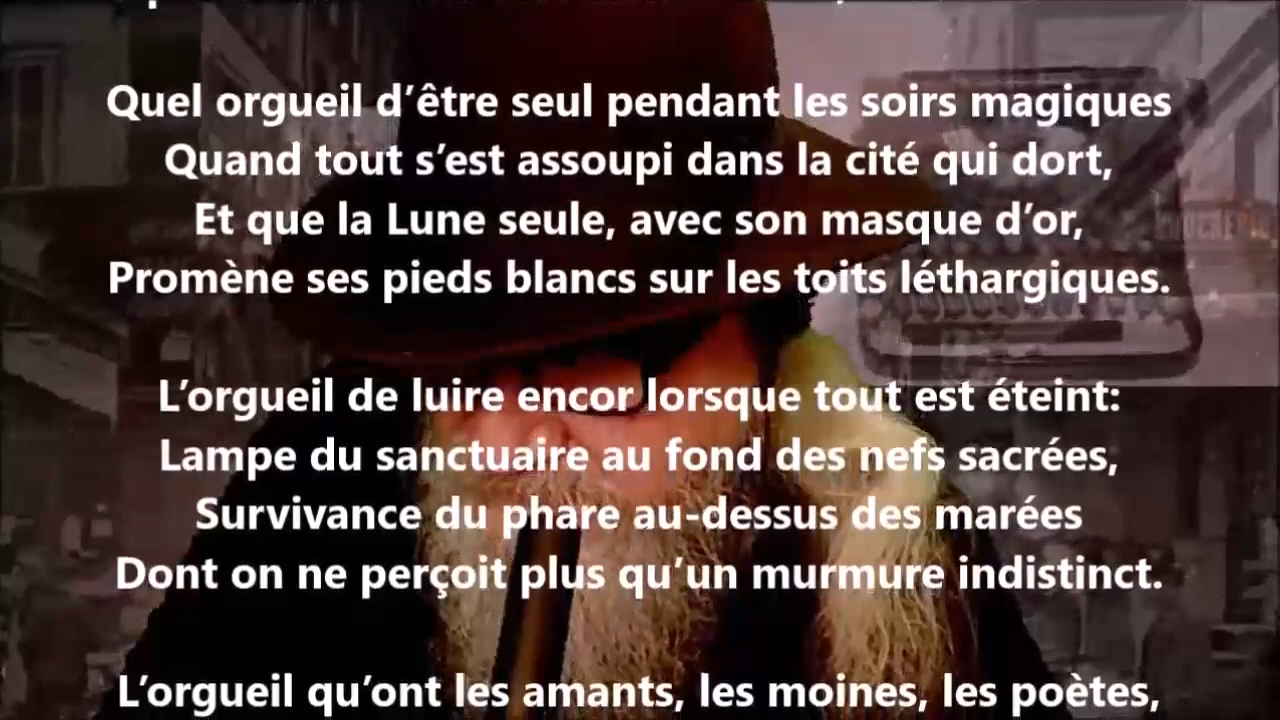 Quel orgueil d’être seul pendant les soirs magiques
Quand tout s’est assoupi dans la cité qui dort,
Et que la Lune seule, avec son masque d’or,
Promène ses pieds blancs sur les toits léthargiques.
L’orgueil de luire encor lorsque tout est éteint:
Lampe du sanctuaire au fond des nefs sacrées,
Survivance du phare au-dessus des marées
Dont on ne perçoit plus qu’un murmure indistinct.
L’orgueil qu’ont les amants, les moines, les poètes,